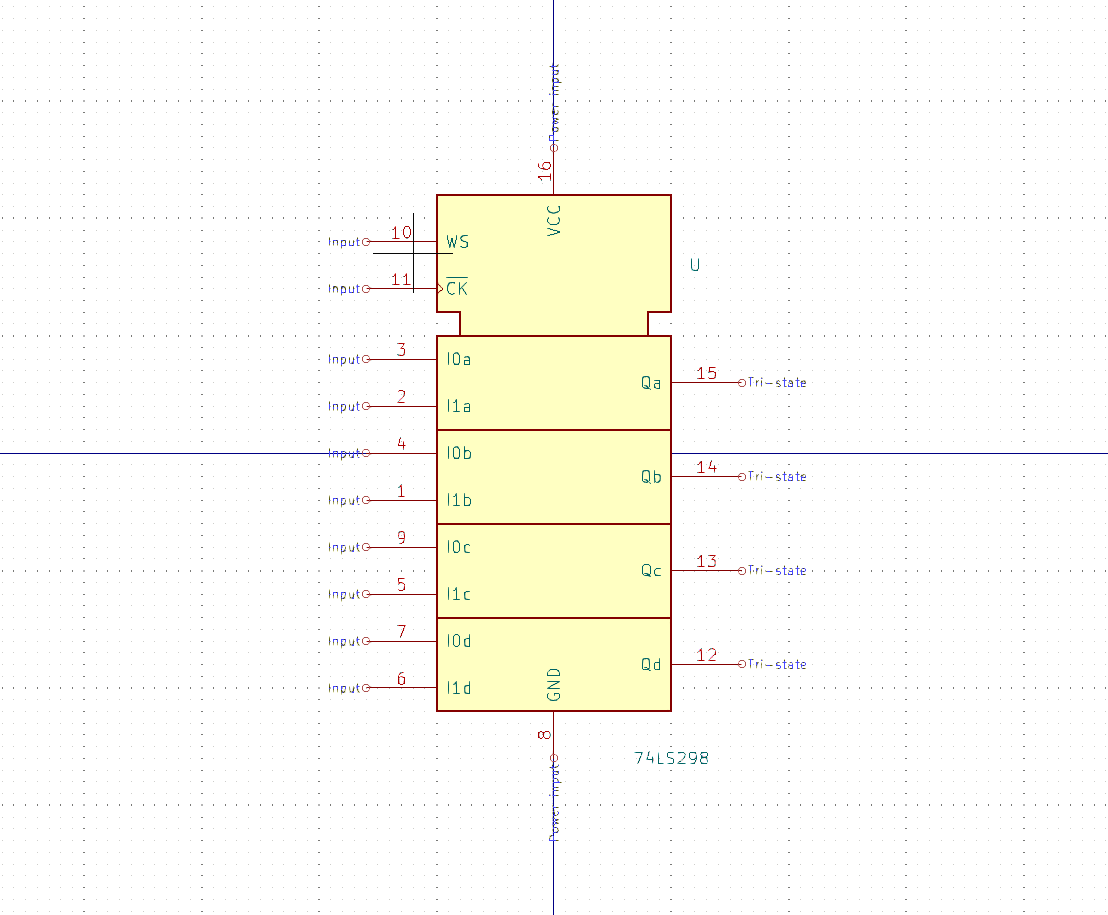 Power input
16
VCC
Input 10 WS
U
Input 11 CK
Input 3 I0a
Qa 15 Tri-state
Input 2 I1a
Input 4 I0b
Qb 14 Tri-state
Input 1 I1b
Input 9 I0c
Qc 13 Tri-state
Input 5 I1c
Input 7 I0d
Qd 12 Tri-state
Input 6 I1d
GND
8
74LS298
Power input